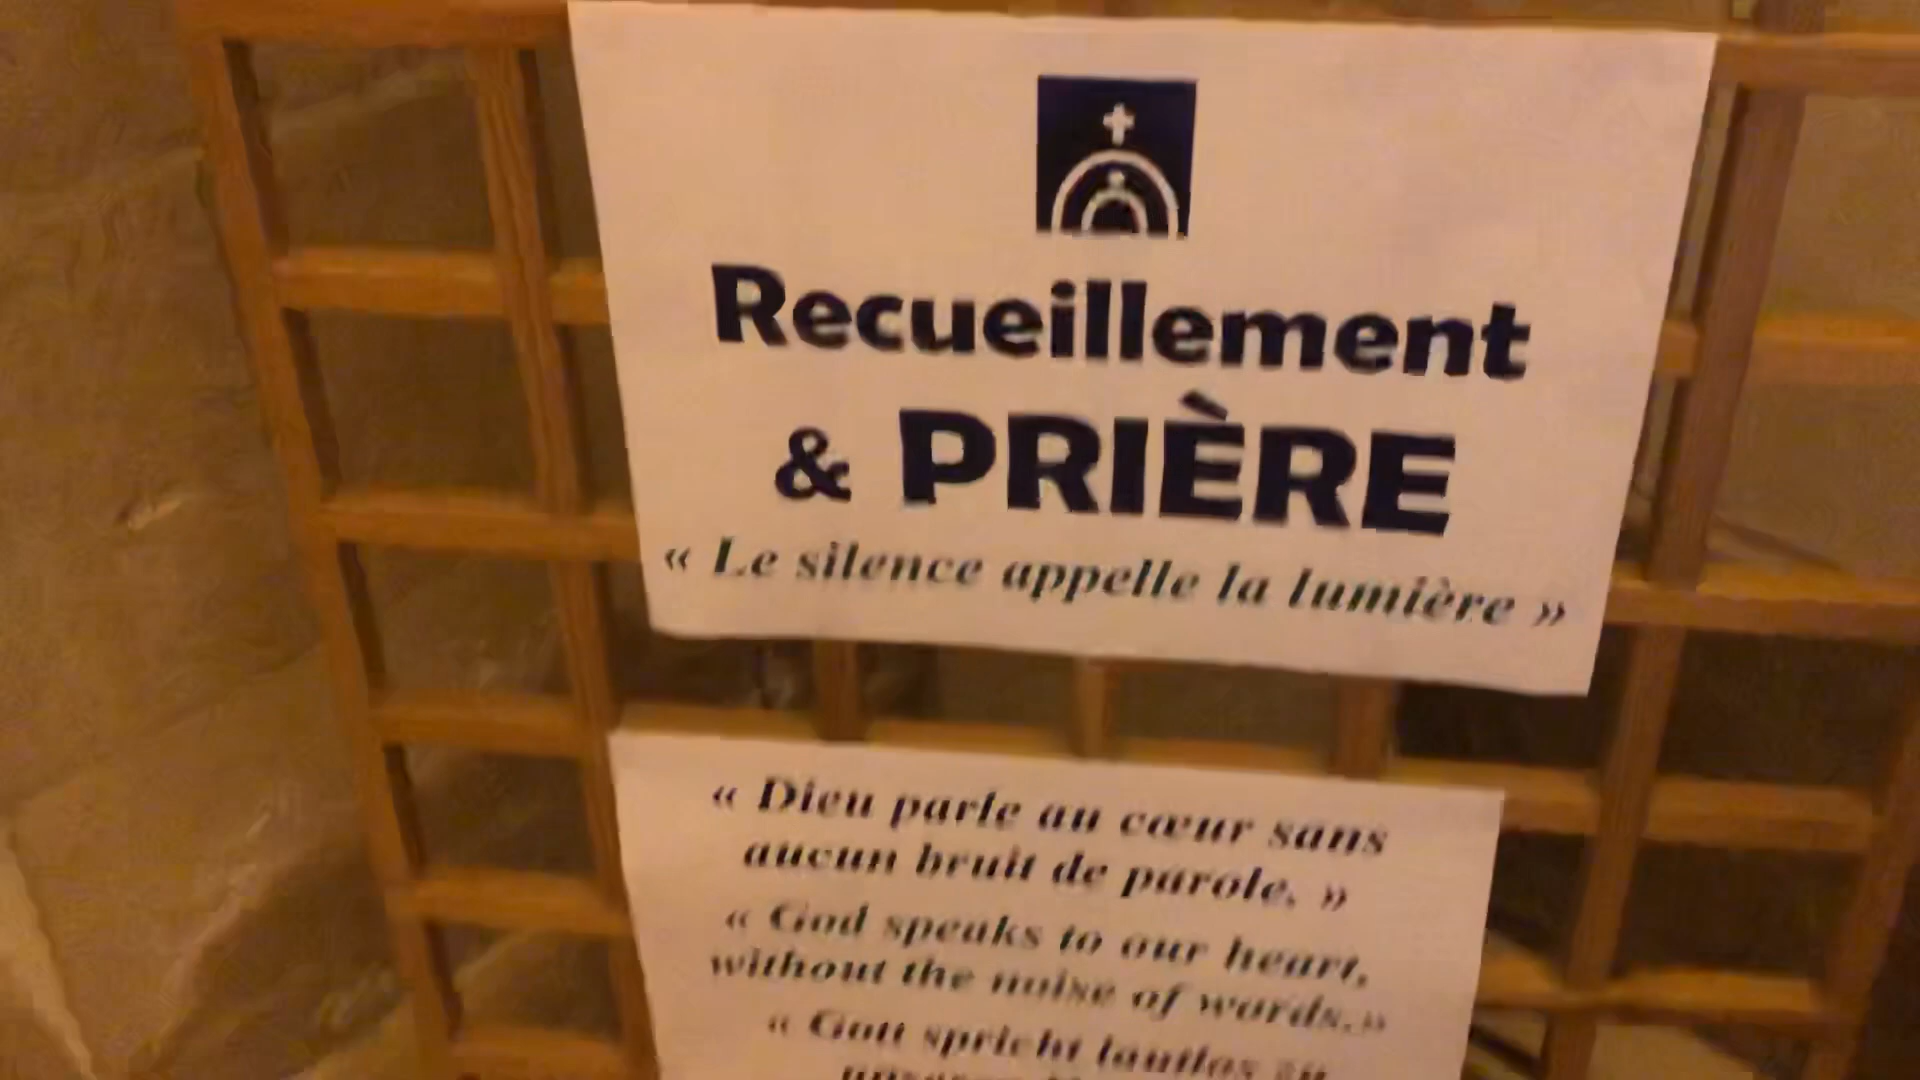 Recueillement
& PRIÈRE
« Le silence appelle la lumière »
« Dieu parle au cœur sans
aucun bruit de parole. »
« God speaks to our heart,
without the noise of words.»
« Gott spricht lautlos zu